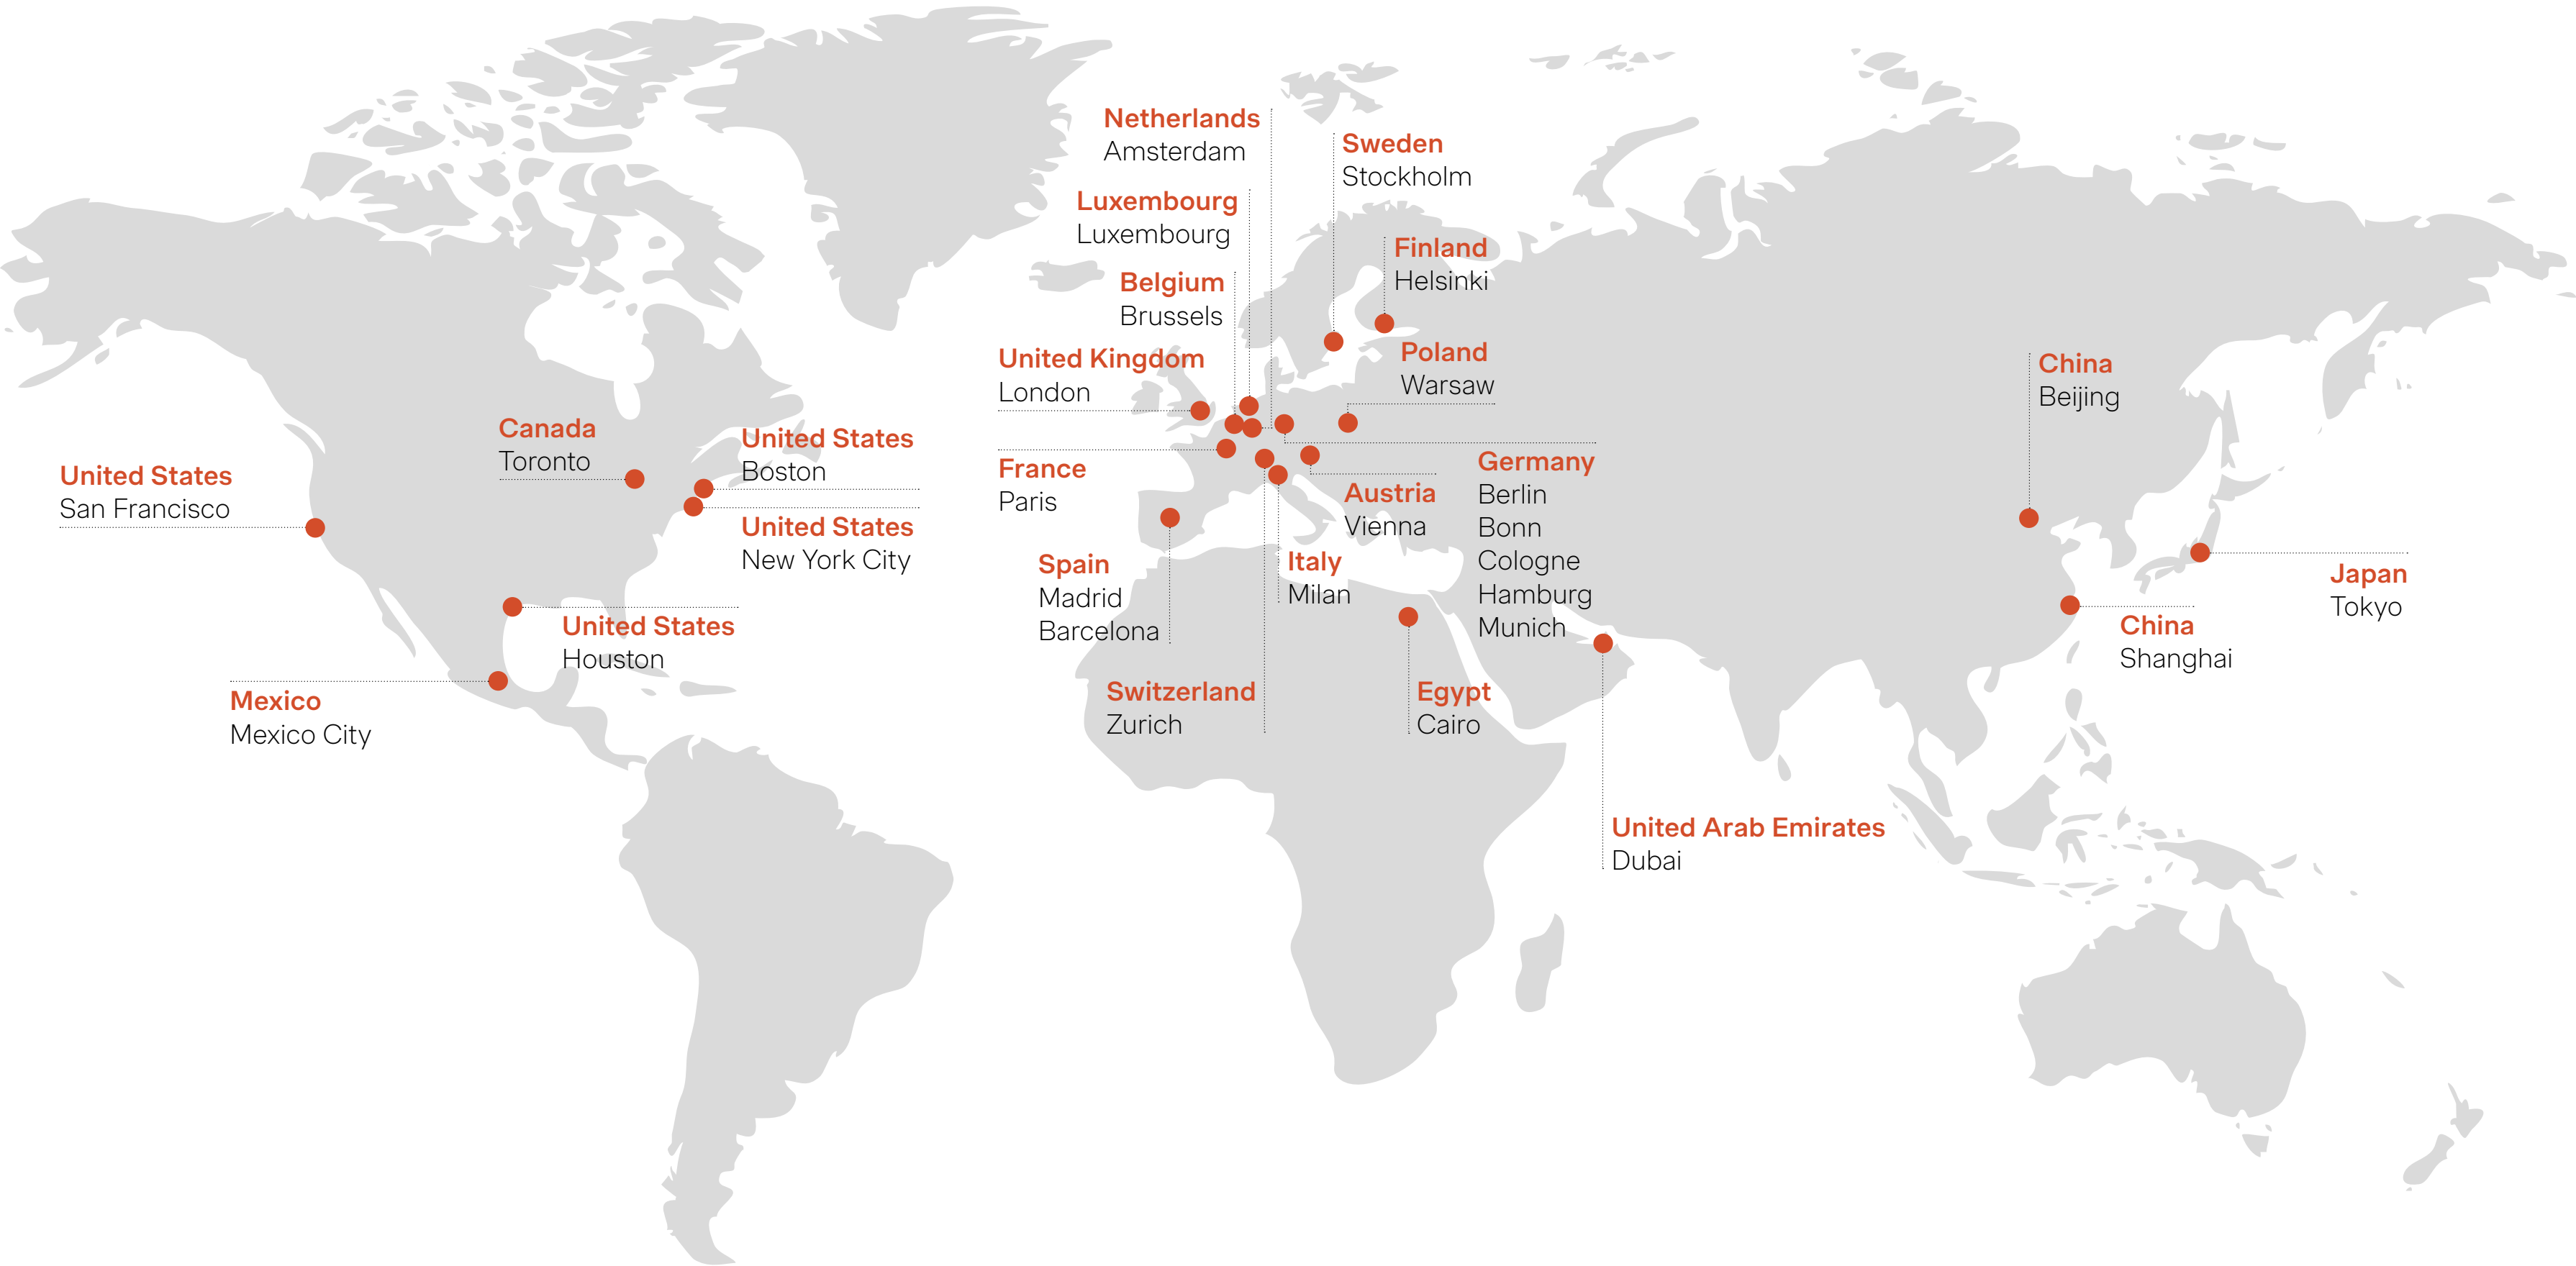 Netherlands
Amsterdam
Sweden
Stockholm
Luxembourg
Luxembourg
Finland
Helsinki
Belgium
Brussels
United Kingdom
London
Poland
Warsaw
China
Beijing
Canada
Toronto
United States
Boston
United States
San Francisco
France
Paris
Germany
Berlin
Bonn
Cologne
Hamburg
Munich
Austria
Vienna
United States
New York City
Spain
Madrid
Barcelona
Italy
Milan
Japan
Tokyo
United States
Houston
China
Shanghai
Mexico
Mexico City
Switzerland
Zurich
Egypt
Cairo
United Arab Emirates
Dubai